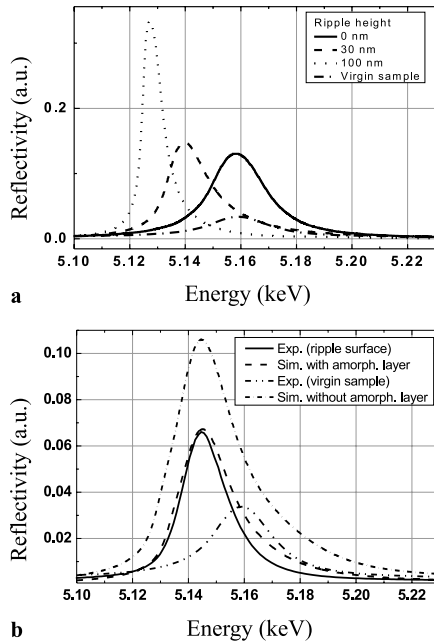 Ripple height
0 nm
30 nm
100 nm
Virgin sample
Reflectivity (a.u.)
0.2
0.0
5.10 5.12 5.14 5.16 5.18 5.20 5.22
a
Energy (keV)
Exp. (ripple surface)
Sim. with amorph. layer
Exp. (virgin sample)
Sim. without amorph. layer
Reflectivity (a.u.)
0.10
0.08
0.06
0.04
0.02
5.10 5.12 5.14 5.16 5.18 5.20 5.22
b
Energy (keV)